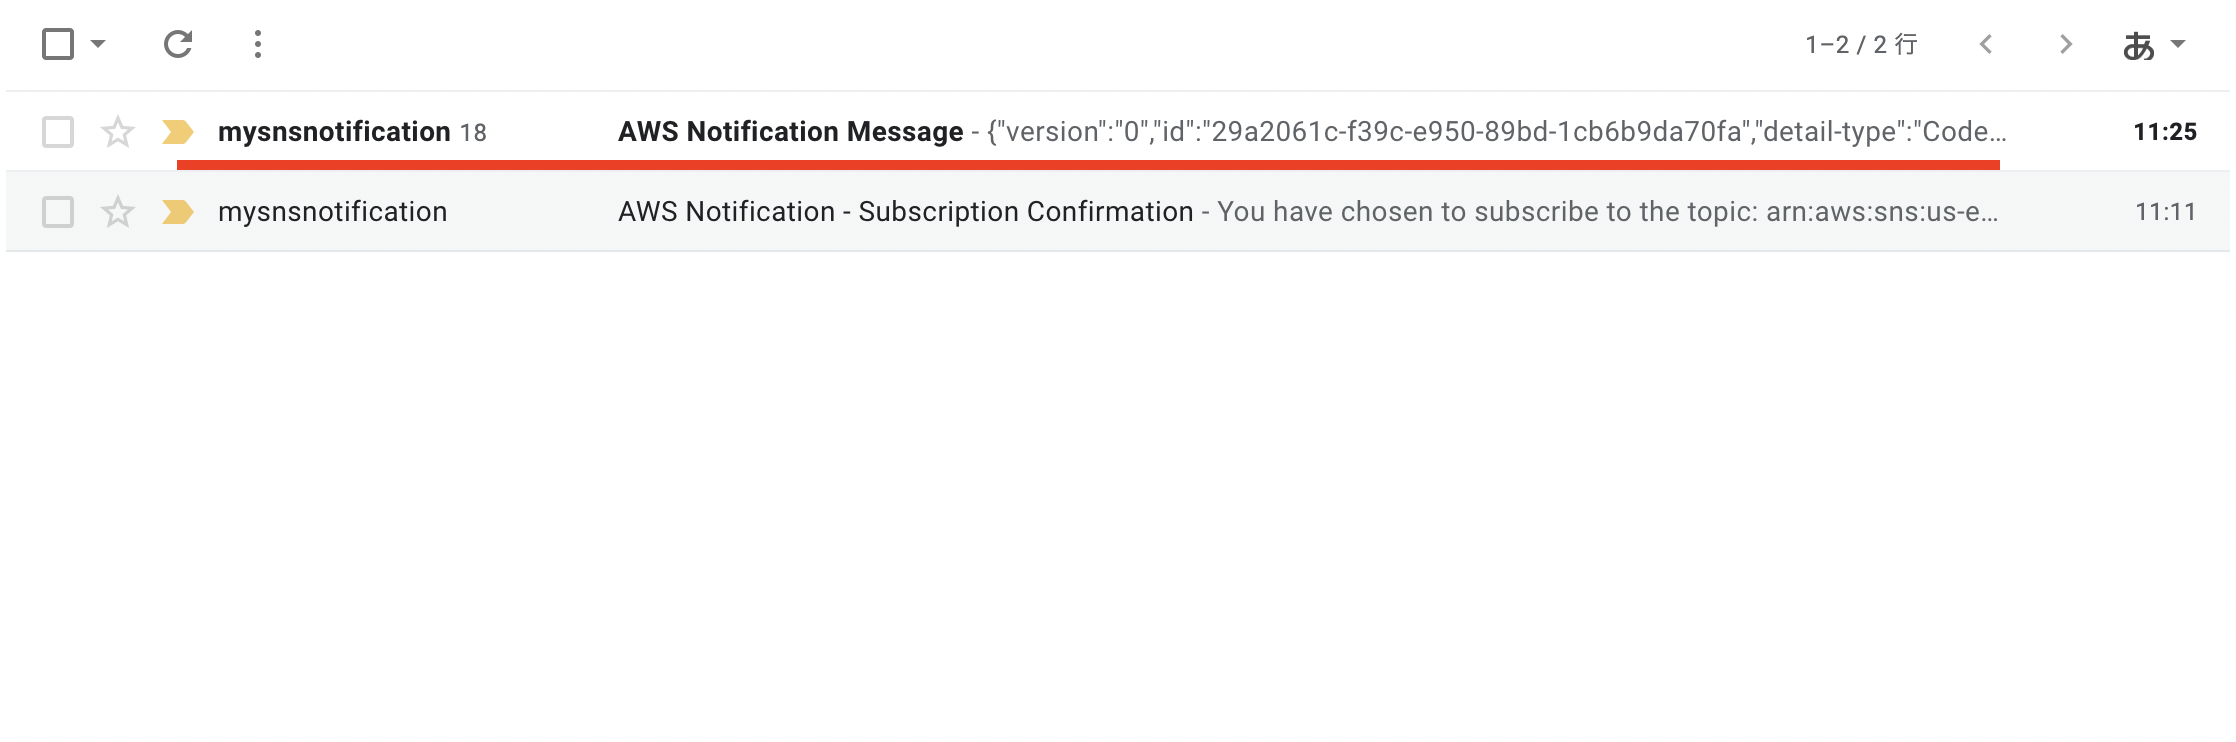 1–2 / 2 行 あ
mysnsnotification 18 AWS Notification Message - {"version":"0","id":"29a2061c-f39c-e950-89bd-1cb6b9da70fa","detail-type":"Code... 11:25
mysnsnotification AWS Notification - Subscription Confirmation - You have chosen to subscribe to the topic: arn:aws:sns:us-e... 11:11